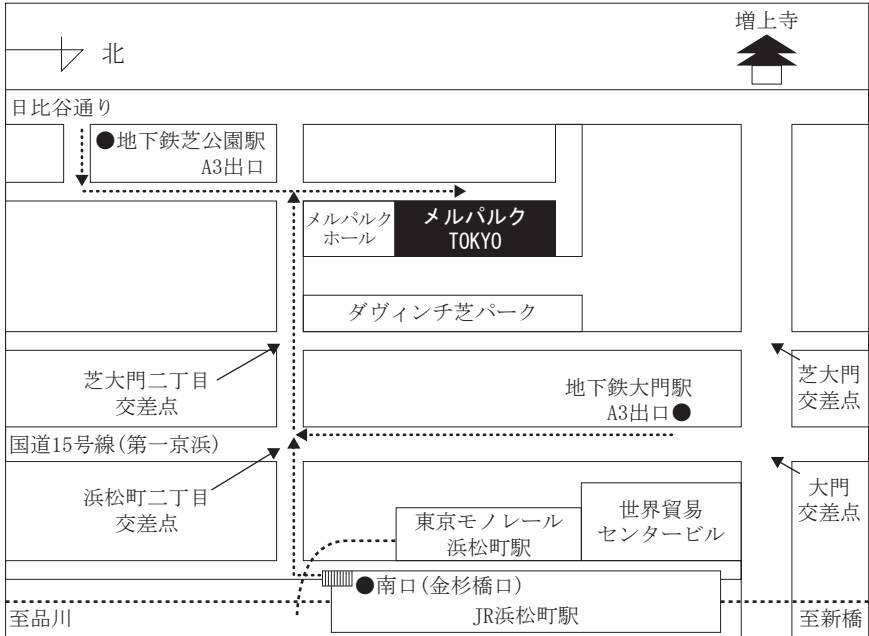 増上寺
北
日比谷通り
●地下鉄芝公園駅
A3出口
メルパルク
ホール
メルパルク
TOKYO
ダヴィンチ芝パーク
芝大門二丁目
交差点
地下鉄大門駅
A3出口●
芝大門
交差点
国道15号線(第一京浜)
浜松町二丁目
交差点
東京モノレール
浜松町駅
世界貿易
センタービル
大門
交差点
●南口(金杉橋口)
JR浜松町駅
至品川
至新橋